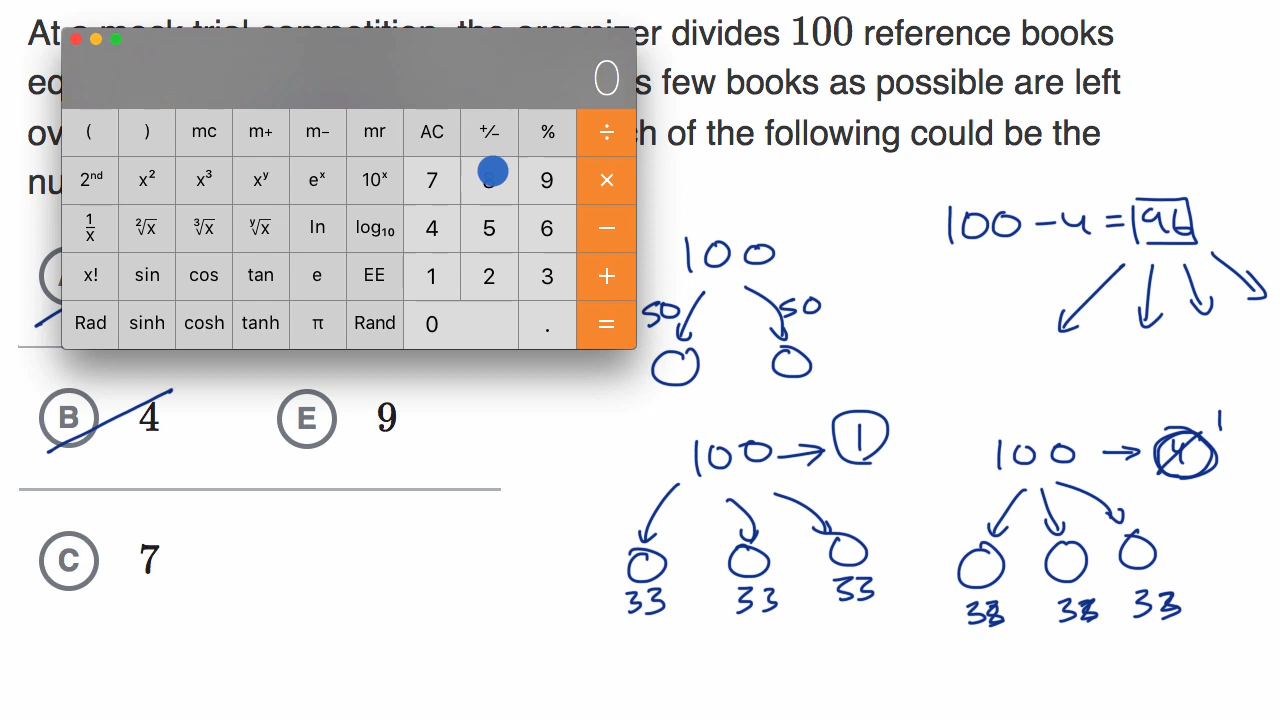 At a mock trial competition, the organizer divides 100 reference books
s few books as possible are left
ch of the following could be the
0
( ) mc m+ m− mr AC +/− % ÷
2nd x² x³ xʸ eˣ 10ˣ 7 8 9 ×
1/x ²√x ³√x ʸ√x ln log₁₀ 4 5 6 −
x! sin cos tan e EE 1 2 3 +
Rad sinh cosh tanh π Rand 0 . =
B 4 E 9
C 7
100 − 4 = 96
100
50 50
100 → 1
33 33 33
100 → 4 1
33 33 33